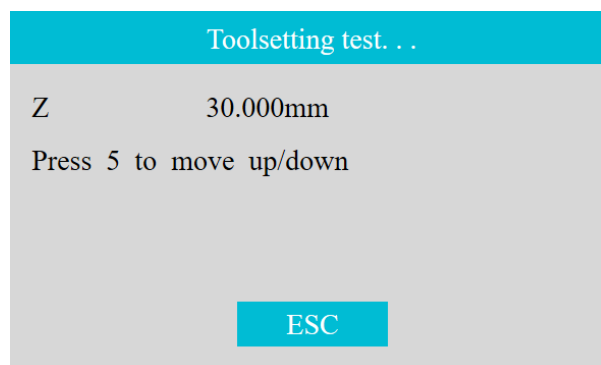 Toolsetting test. . .
Z 30.000mm
Press 5 to move up/down
ESC